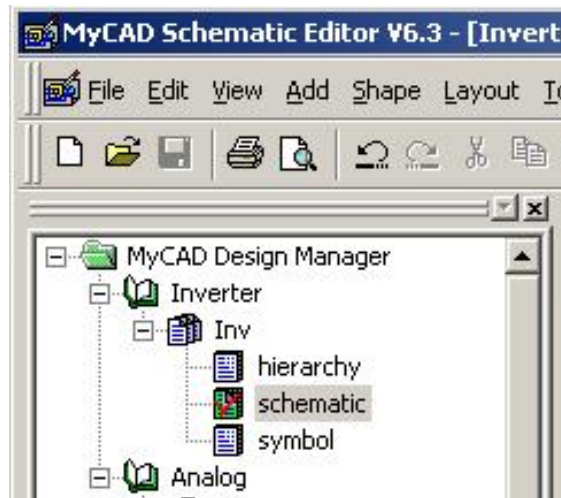 MyCAD Schematic Editor V6.3 - [Invert
File Edit View Add Shape Layout To
MyCAD Design Manager
Inverter
Inv
hierarchy
schematic
symbol
Analog